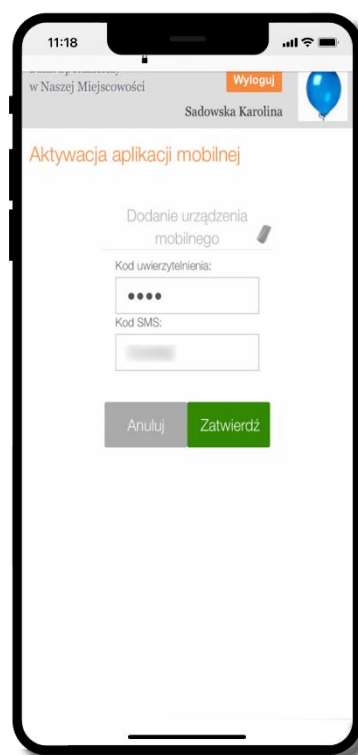 11:18
w Naszej Miejscowości
Wyloguj
Sadowska Karolina
Aktywacja aplikacji mobilnej
Dodanie urządzenia
mobilnego
Kod uwierzytelnienia:
••••
Kod SMS:
Anuluj
Zatwierdź